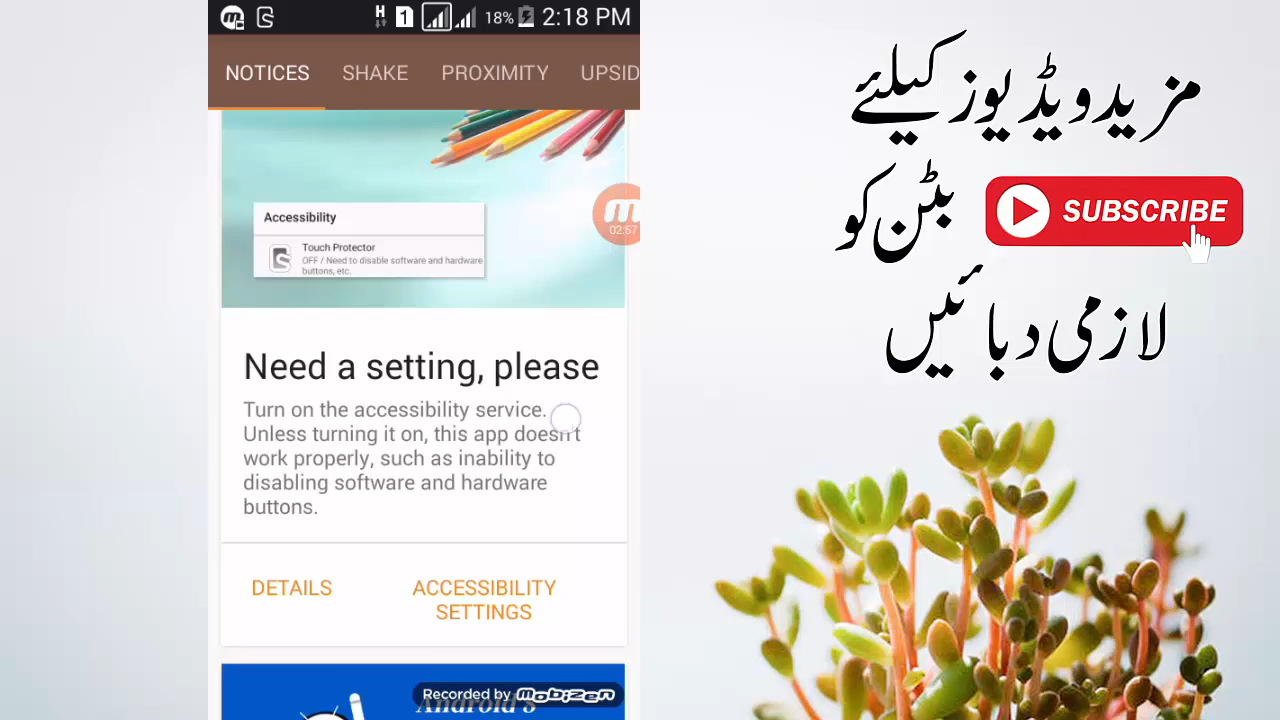 H 1 18% 2:18 PM
NOTICES SHAKE PROXIMITY UPSID
Accessibility
Touch Protector
OFF / Need to disable software and hardware
buttons, etc.
02:57
Need a setting, please
Turn on the accessibility service.
Unless turning it on, this app doesn't
work properly, such as inability to
disabling software and hardware
buttons.
DETAILS
ACCESSIBILITY
SETTINGS
Recorded by mobizen
Android's
مزید ویڈیوز کیلئے
SUBSCRIBE بٹن کو
لازمی دبائیں